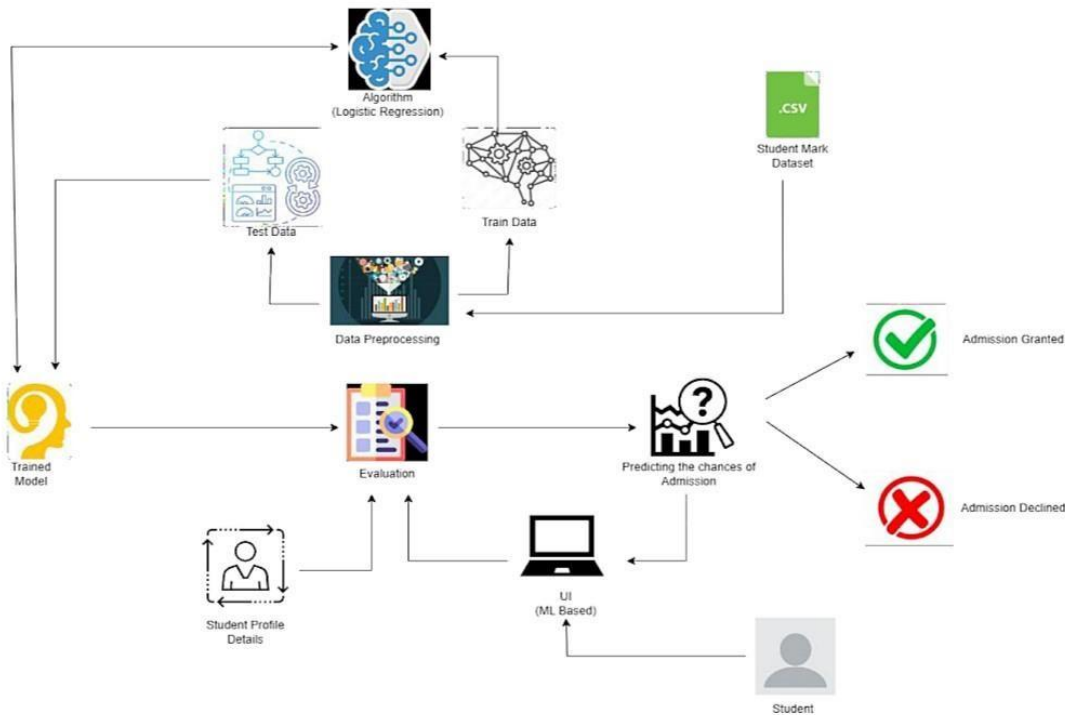 Algorithm
(Logistic Regression)
.CSV
Student Mark
Dataset
Test Data
Train Data
Data Preprocessing
Admission Granted
Trained
Model
Evaluation
Predicting the chances of
Admission
Admission Declined
Student Profile
Details
UI
(ML Based)
Student